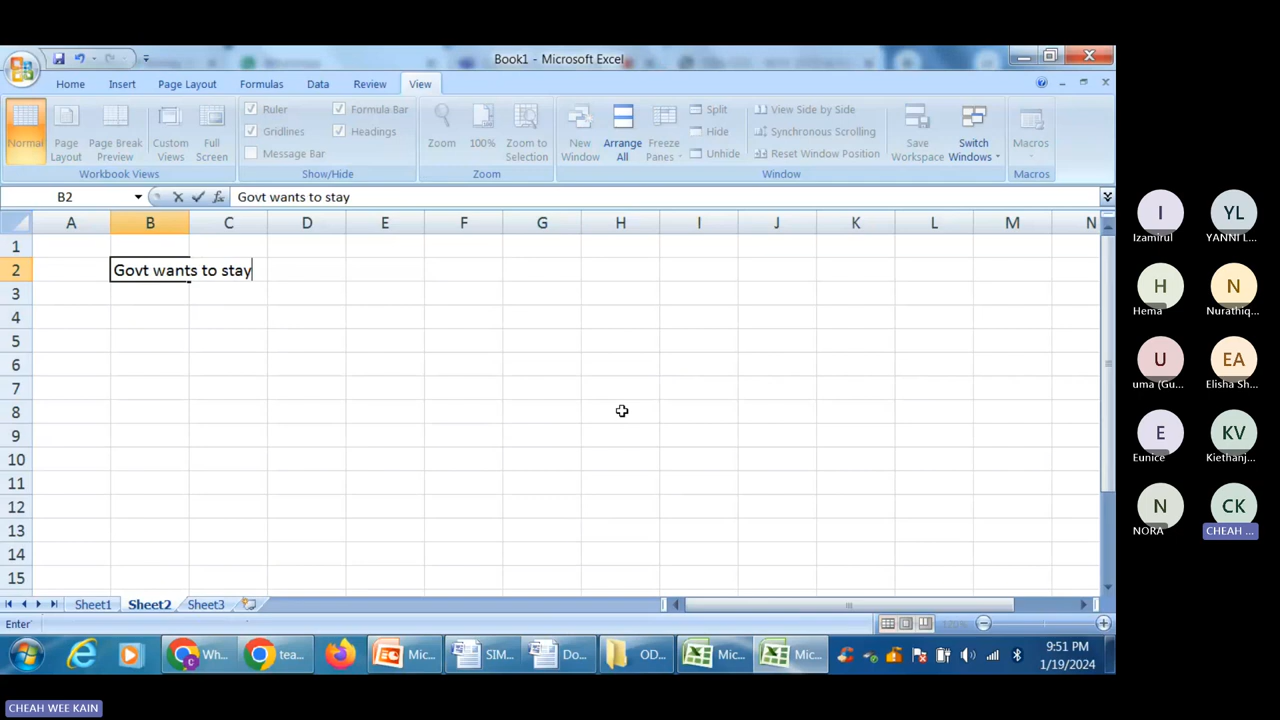 Book1 - Microsoft Excel
Home Insert Page Layout Formulas Data Review View
Normal
Page Layout
Page Break Preview
Custom Views
Full Screen
Workbook Views
Ruler
Gridlines
Message Bar
Formula Bar
Headings
Show/Hide
Zoom
100%
Zoom to Selection
Zoom
New Window
Arrange All
Freeze Panes
Split
Hide
Unhide
View Side by Side
Synchronous Scrolling
Reset Window Position
Save Workspace
Switch Windows
Window
Macros
Macros
B2 fx Govt wants to stay
A B C D E F G H I J K L M N
1
2 Govt wants to stay
3
4
5
6
7
8
9
10
11
12
13
14
15
Sheet1 Sheet2 Sheet3
Enter
120%
Wh... tea... Mic... SIM... Do... OD... Mic... Mic...
9:51 PM
1/19/2024
I YL
Izamirul YANNI L...
H N
Hema Nurathiq...
U EA
uma (Gu... Elisha Sh...
E KV
Eunice Kiethanj...
N CK
NORA CHEAH ...
CHEAH WEE KAIN